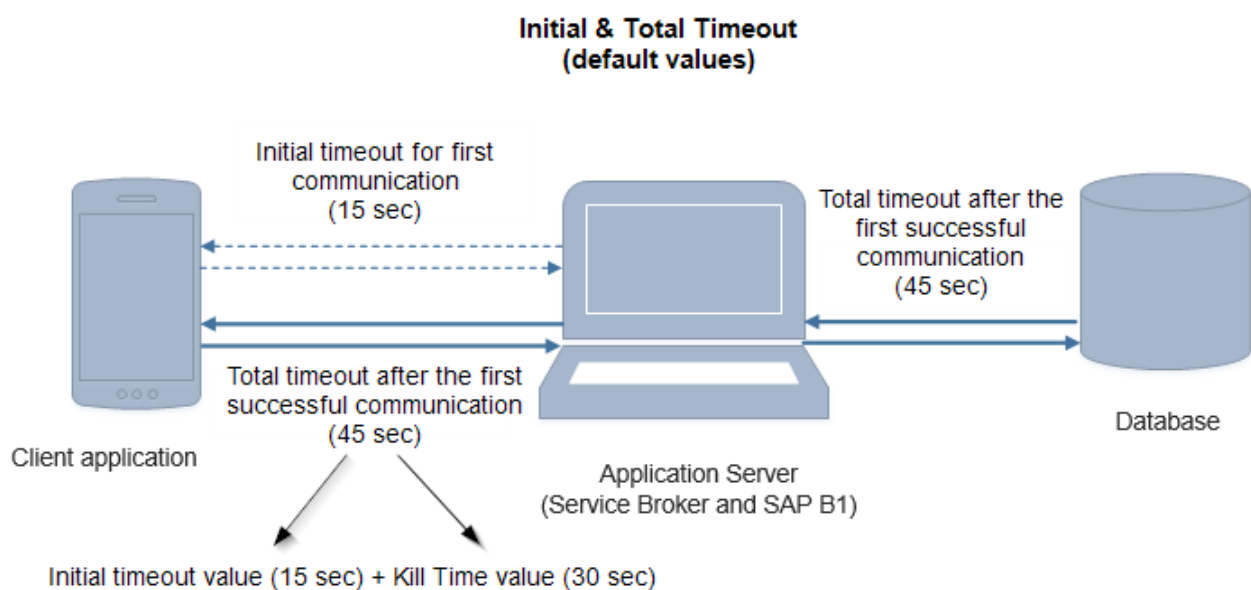 Initial & Total Timeout
(default values)
Initial timeout for first
communication
(15 sec)
Total timeout after the
first successful
communication
(45 sec)
Total timeout after the first
successful communication
(45 sec)
Client application
Application Server
(Service Broker and SAP B1)
Database
Initial timeout value (15 sec) + Kill Time value (30 sec)